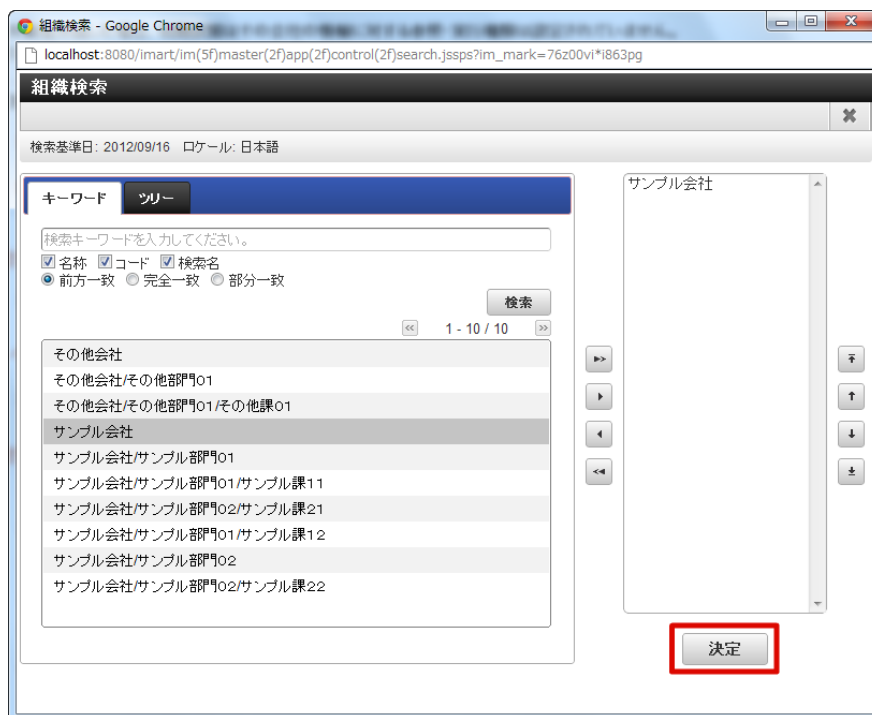 組織検索 - Google Chrome
localhost:8080/imart/im(5f)master(2f)app(2f)control(2f)search.jssps?im_mark=76z00vi*i863pg
組織検索
検索基準日: 2012/09/16 ロケール: 日本語
キーワード ツリー
検索キーワードを入力してください。
名称 コード 検索名
前方一致 完全一致 部分一致
検索
1 - 10 / 10
その他会社
その他会社/その他部門01
その他会社/その他部門01/その他課01
サンプル会社
サンプル会社/サンプル部門01
サンプル会社/サンプル部門01/サンプル課11
サンプル会社/サンプル部門02/サンプル課21
サンプル会社/サンプル部門01/サンプル課12
サンプル会社/サンプル部門02
サンプル会社/サンプル部門02/サンプル課22
サンプル会社
決定